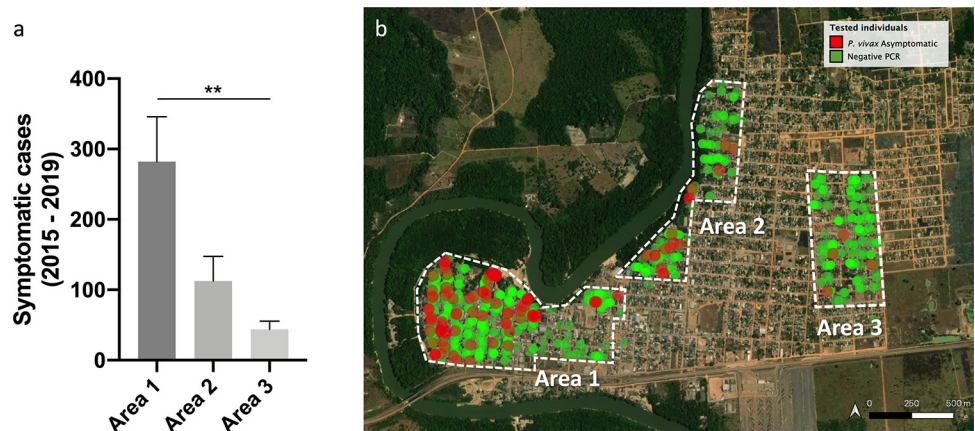 a
Symptomatic cases
(2015 - 2019)
400
300
200
100
0
**
Area 1
Area 2
Area 3
b
Tested individuals
P. vivax Asymptomatic
Negative PCR
Area 2
Area 3
Area 1
0 250 500 m